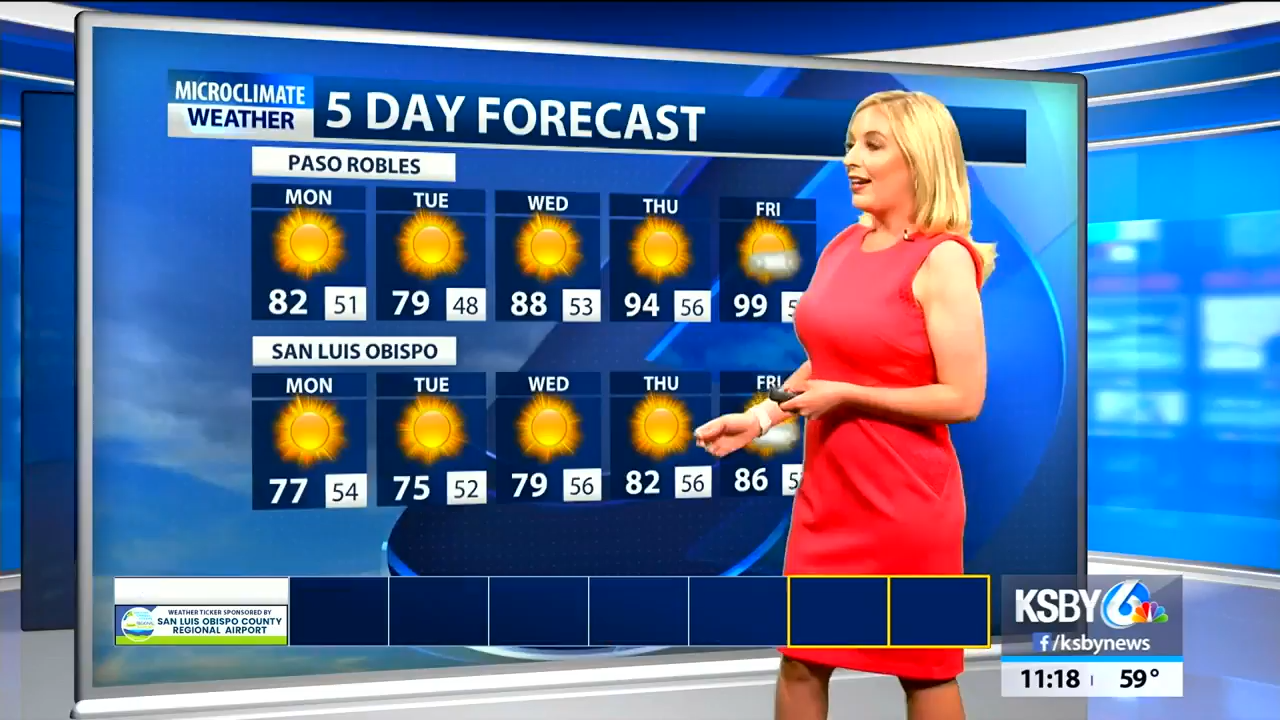 MICROCLIMATE
WEATHER
5 DAY FORECAST
PASO ROBLES
MON TUE WED THU FRI
82 51 79 48 88 53 94 56 99
SAN LUIS OBISPO
MON TUE WED THU FRI
77 54 75 52 79 56 82 56 86
WEATHER TICKER SPONSORED BY
SAN LUIS OBISPO COUNTY
REGIONAL AIRPORT
KSBY6
f/ksbynews
11:18 59°